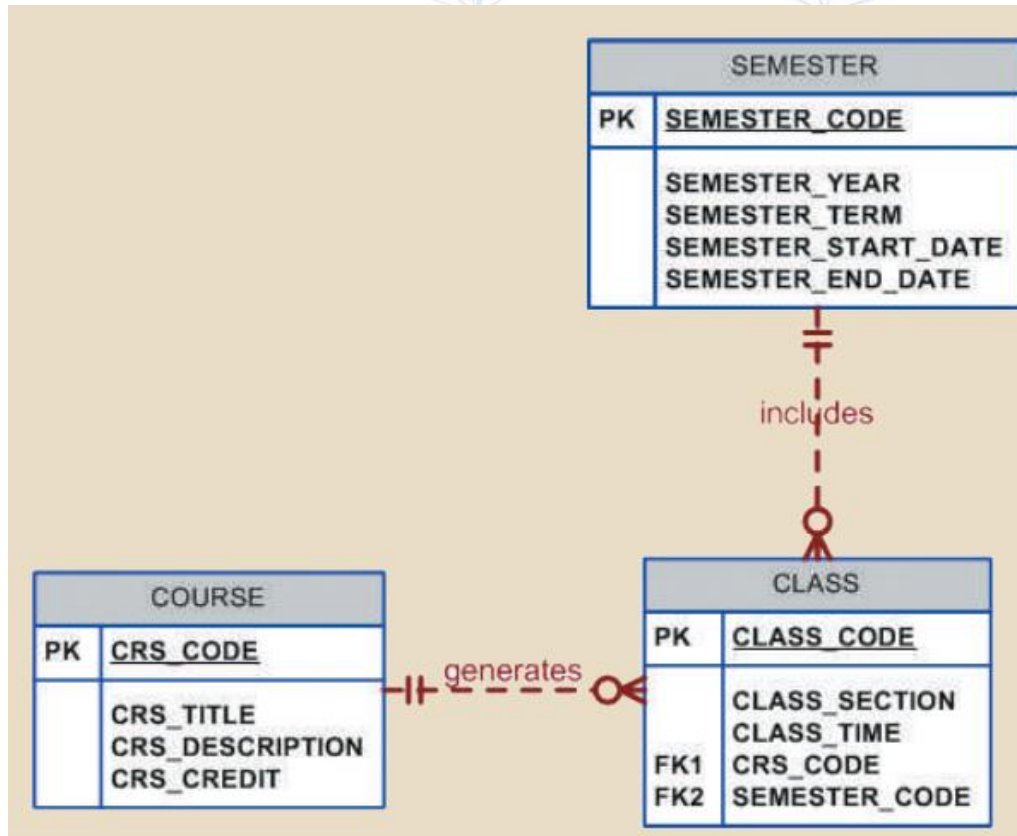 SEMESTER
PK SEMESTER_CODE
SEMESTER_YEAR
SEMESTER_TERM
SEMESTER_START_DATE
SEMESTER_END_DATE
includes
COURSE
PK CRS_CODE
CRS_TITLE
CRS_DESCRIPTION
CRS_CREDIT
generates
CLASS
PK CLASS_CODE
CLASS_SECTION
CLASS_TIME
FK1 CRS_CODE
FK2 SEMESTER_CODE